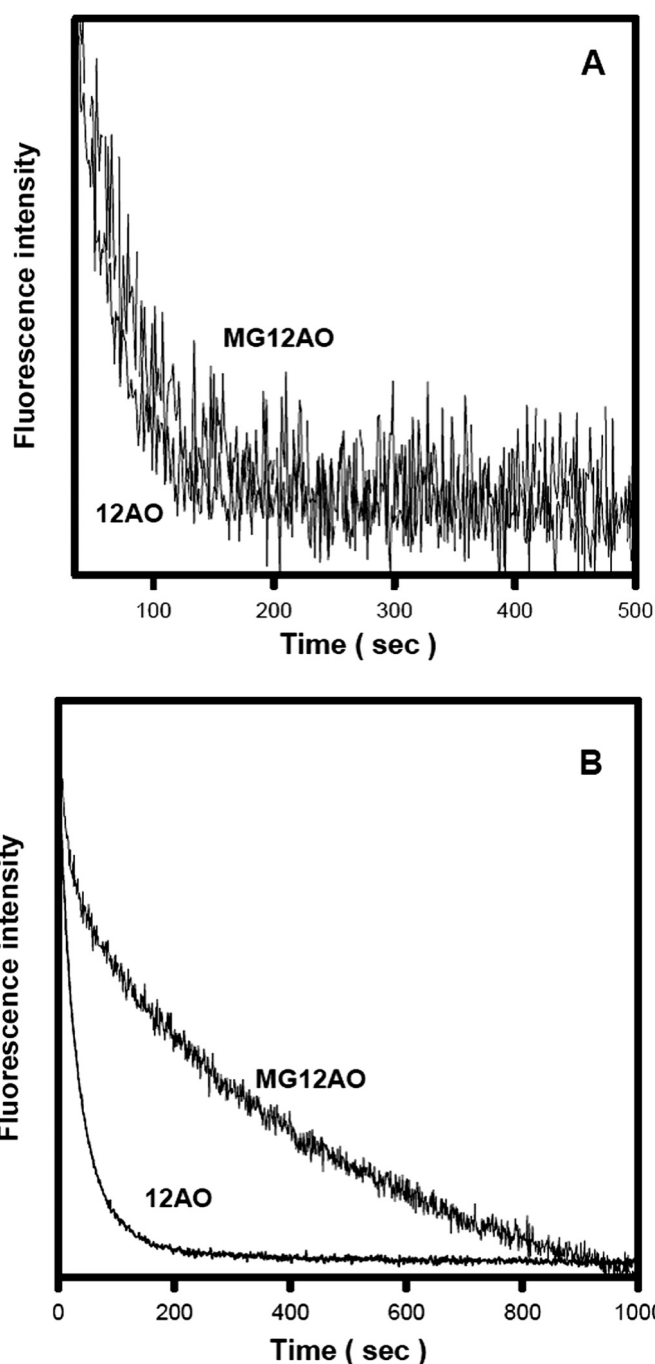 A
Fluorescence intensity
MG12AO
12AO
100 200 300 400 500
Time ( sec )
B
Fluorescence intensity
MG12AO
12AO
0 200 400 600 800 1000
Time ( sec )